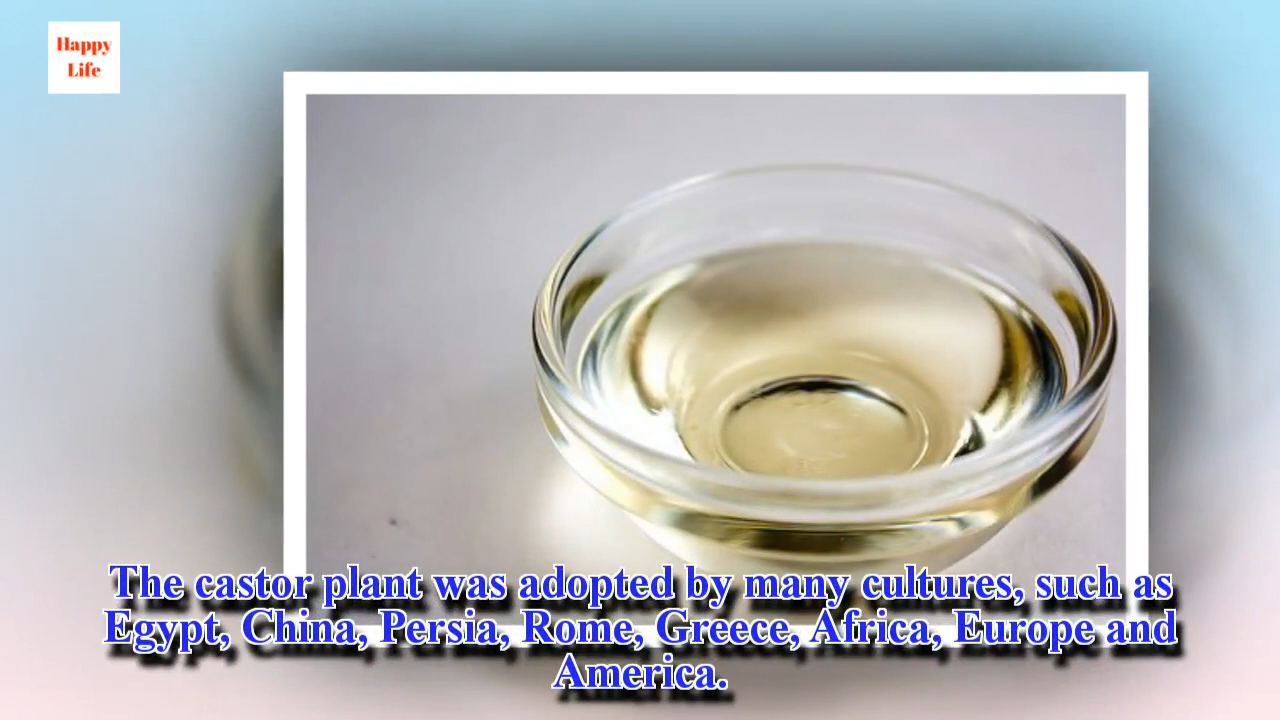 Happy
Life
The castor plant was adopted by many cultures, such as
Egypt, China, Persia, Rome, Greece, Africa, Europe and
America.